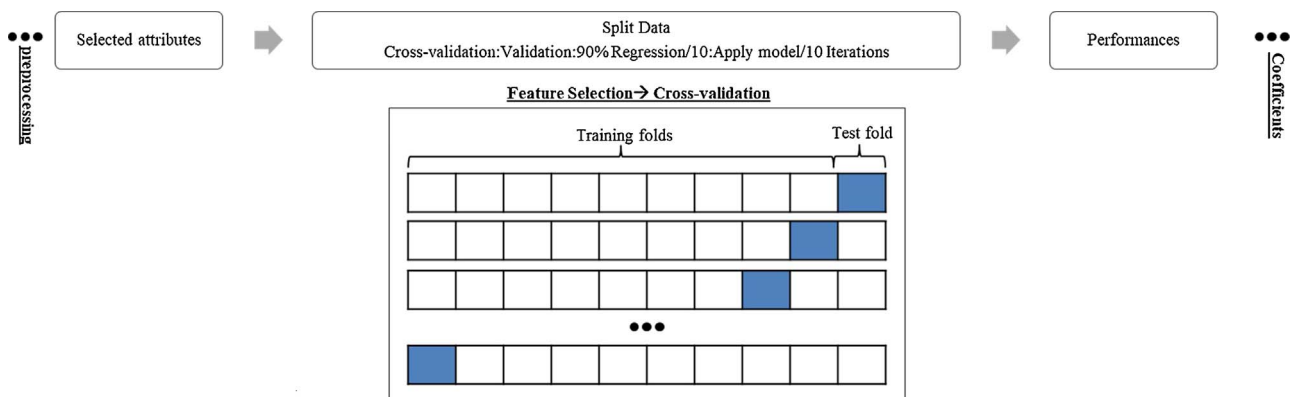 preprocessing
Selected attributes
Split Data
Cross-validation:Validation:90% Regression/10:Apply model/10 Iterations
Performances
Coefficients
Feature Selection→ Cross-validation
Training folds
Test fold